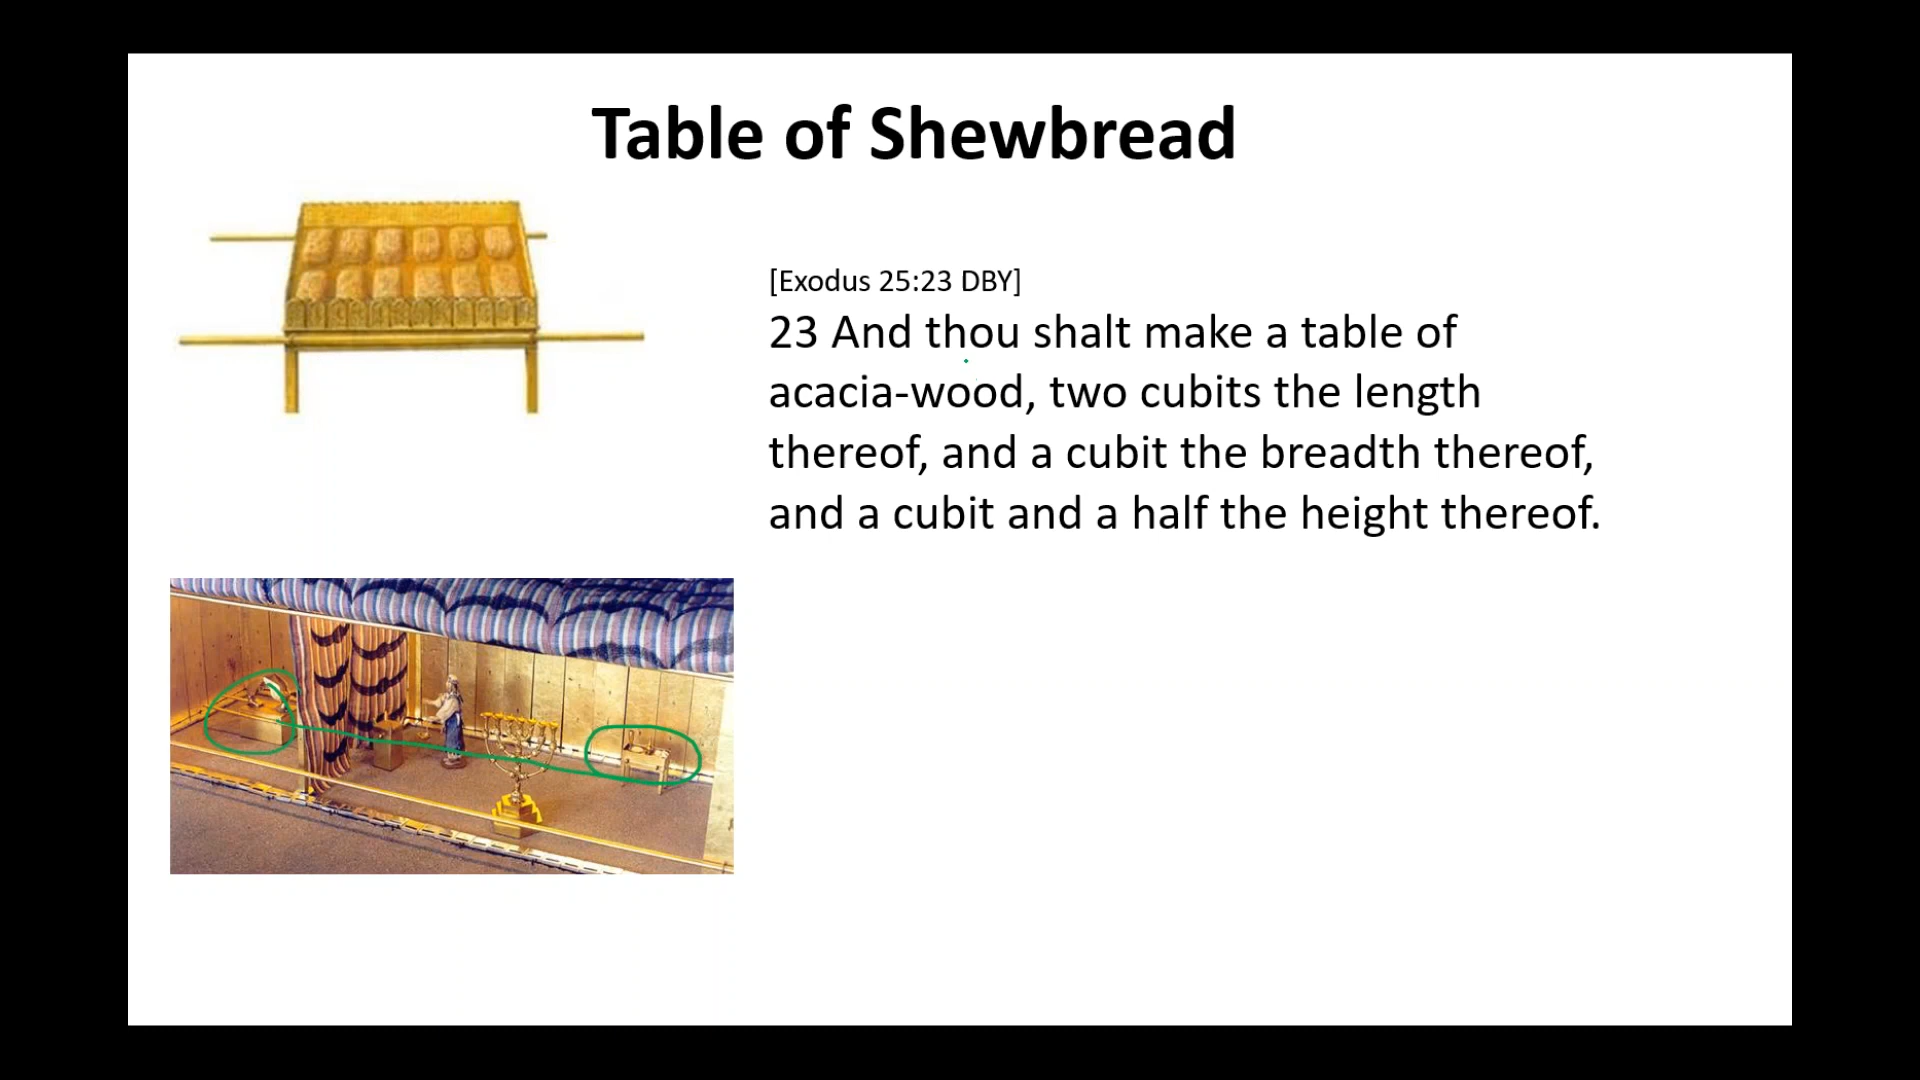 Table of Shewbread
[Exodus 25:23 DBY]
23 And thou shalt make a table of
acacia-wood, two cubits the length
thereof, and a cubit the breadth thereof,
and a cubit and a half the height thereof.